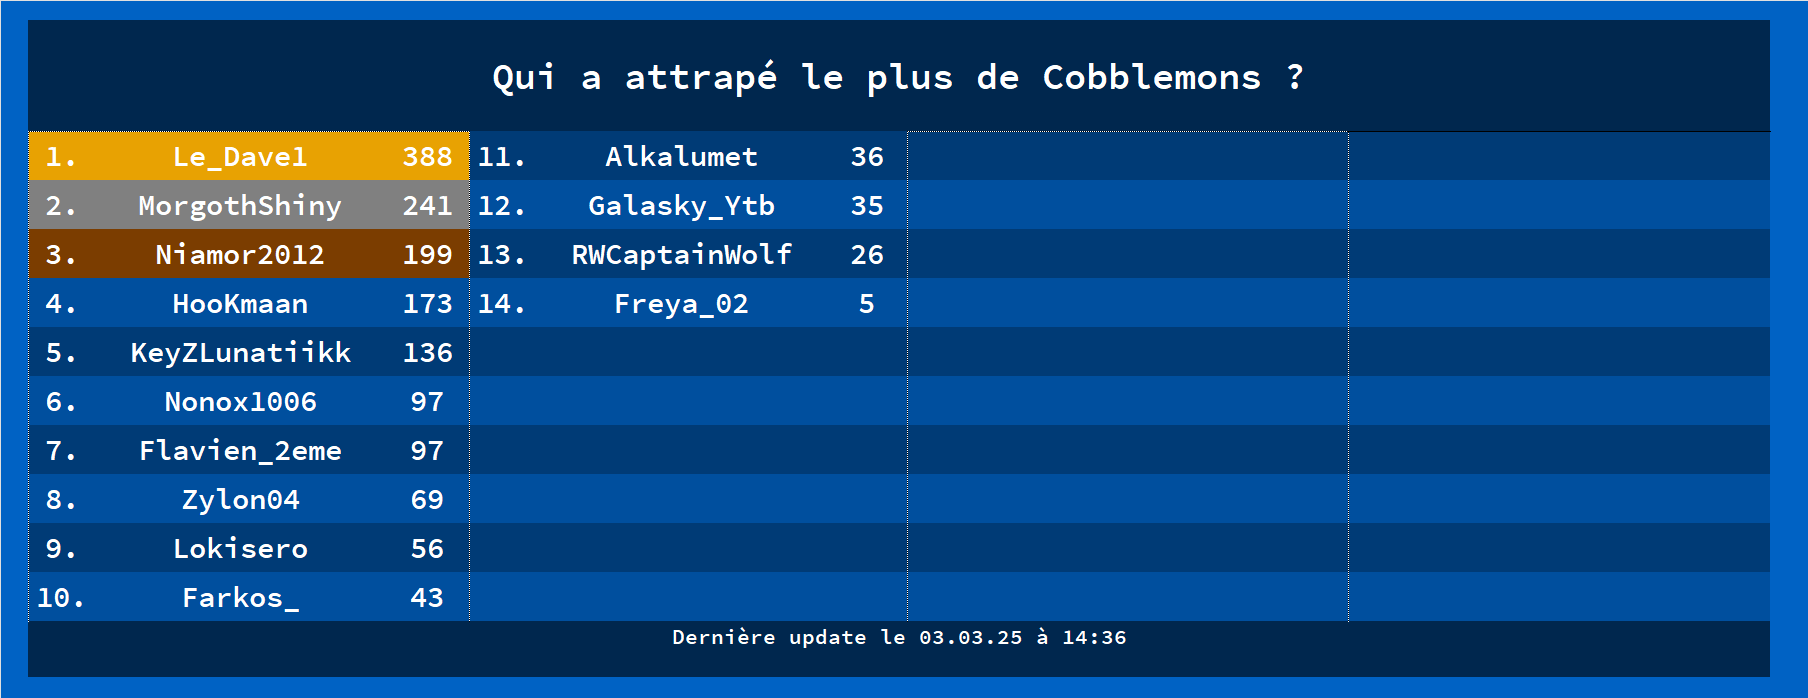 Qui a attrapé le plus de Cobblemons ?
1. Le_Dave1 388
2. MorgothShiny 241
3. Niamor2012 199
4. HooKmaan 173
5. KeyZLunatiikk 136
6. Nonox1006 97
7. Flavien_2eme 97
8. Zylon04 69
9. Lokisero 56
10. Farkos_ 43
11. Alkalumet 36
12. Galasky_Ytb 35
13. RWCaptainWolf 26
14. Freya_02 5
Dernière update le 03.03.25 à 14:36